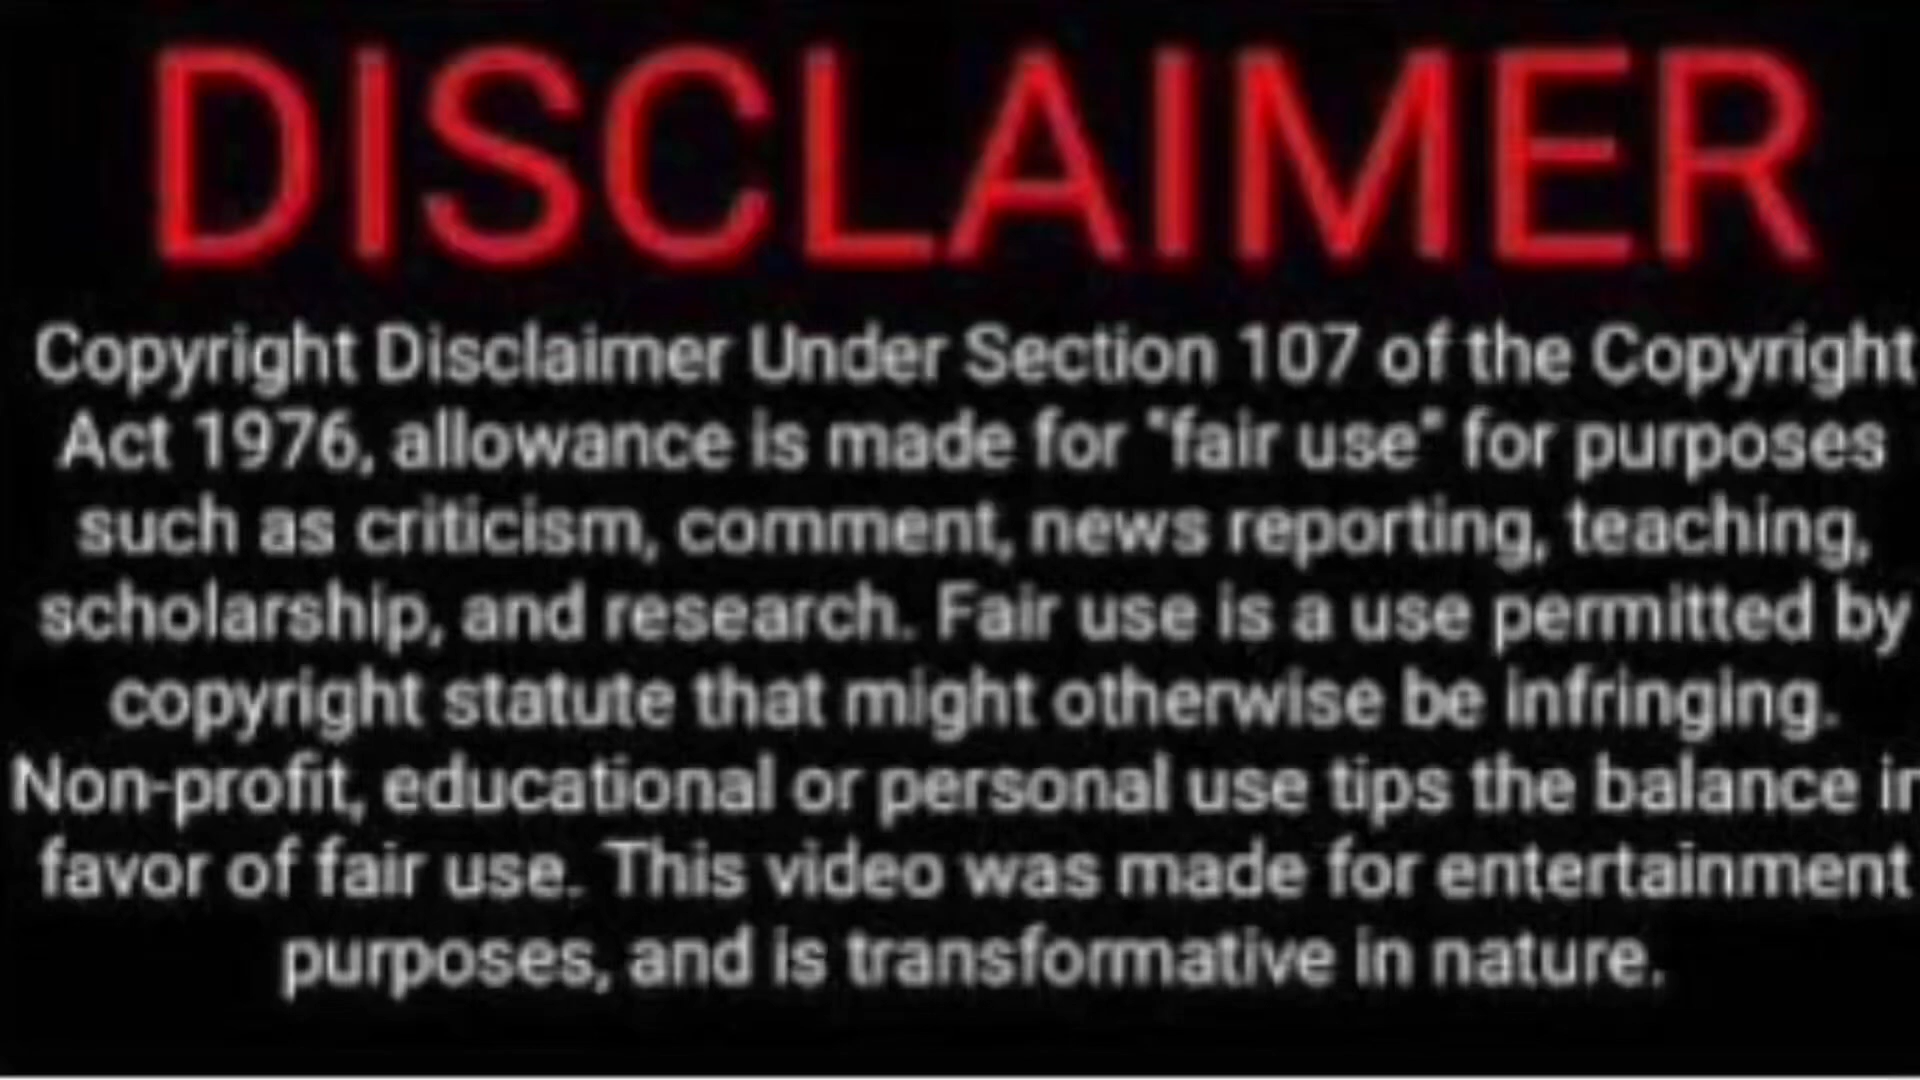 DISCLAIMER
Copyright Disclaimer Under Section 107 of the Copyright
Act 1976, allowance is made for "fair use" for purposes
such as criticism, comment, news reporting, teaching,
scholarship, and research. Fair use is a use permitted by
copyright statute that might otherwise be infringing.
Non-profit, educational or personal use tips the balance in
favor of fair use. This video was made for entertainment
purposes, and is transformative in nature.